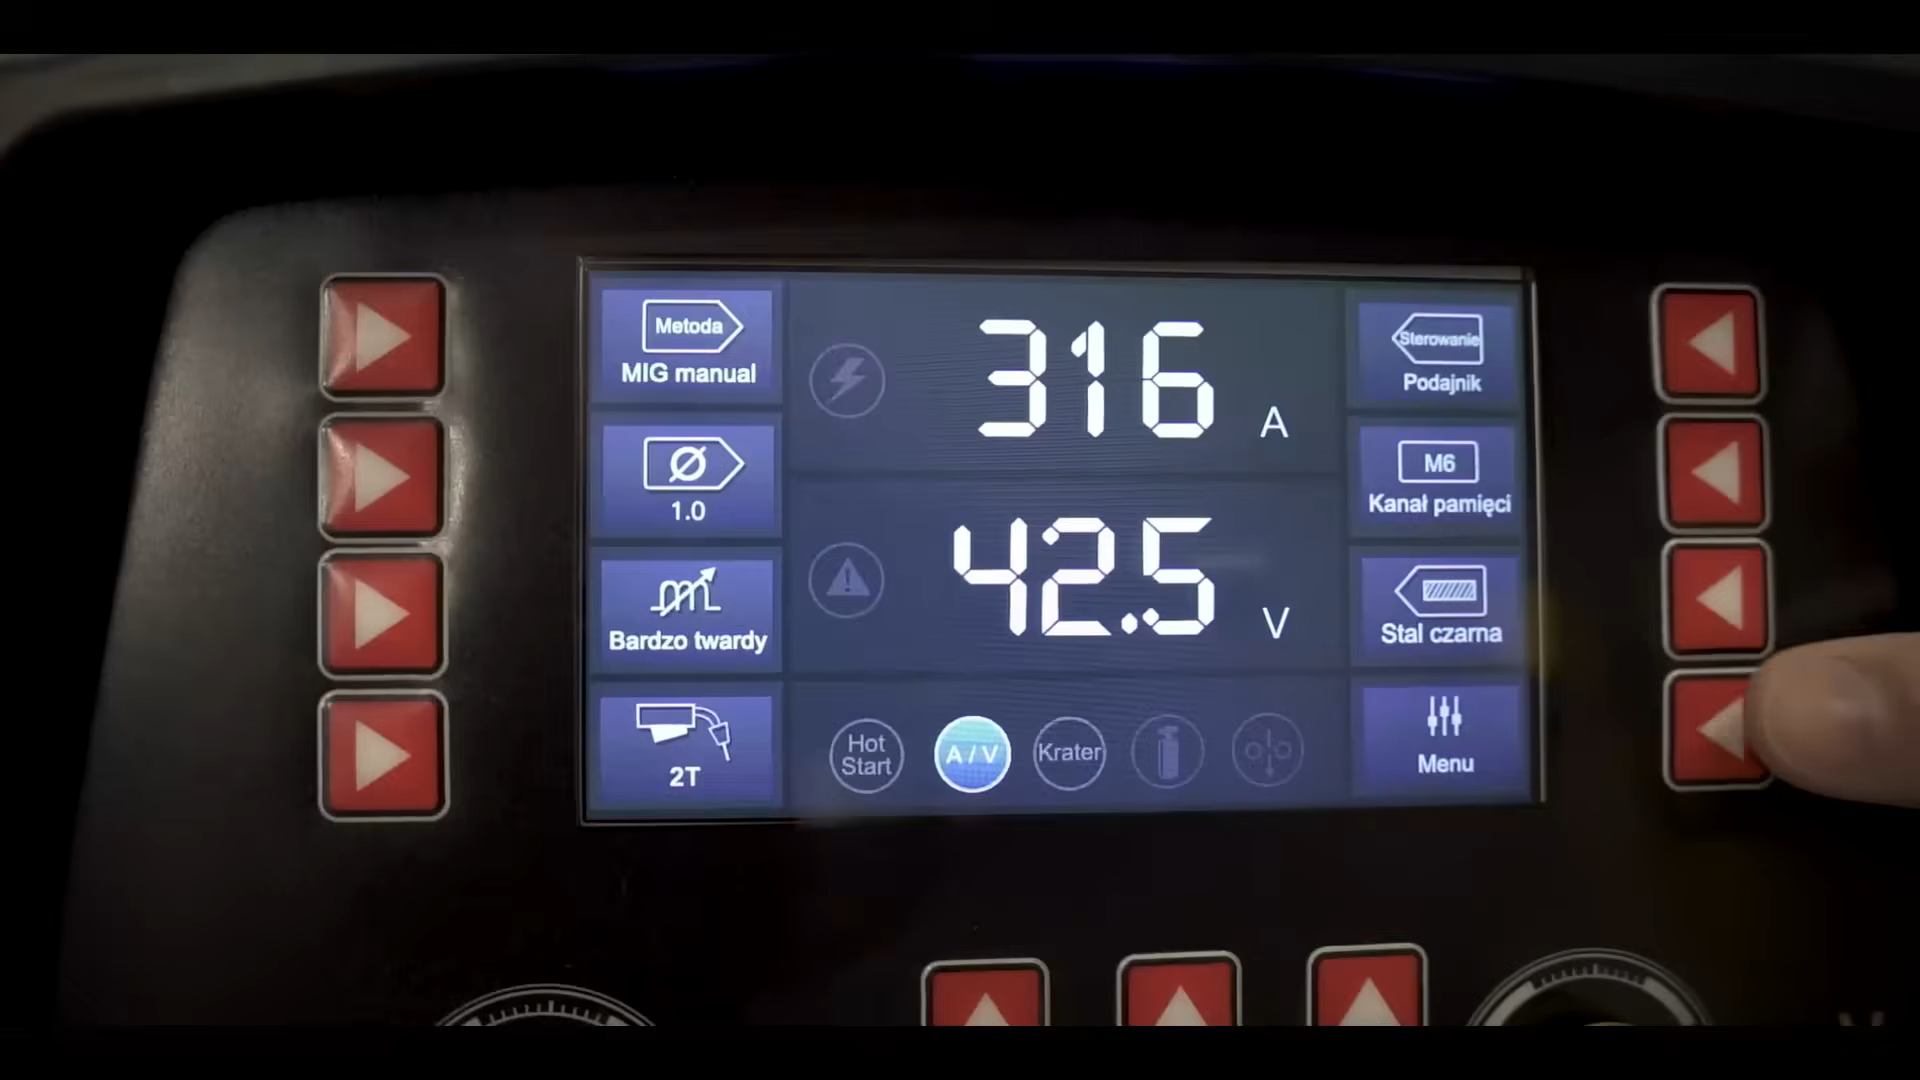 Metoda
MIG manual
Ø
1.0
Bardzo twardy
2T
316 A
42.5 V
Hot
Start
A / V
Krater
Sterowanie
Podajnik
M6
Kanał pamięci
Stal czarna
Menu